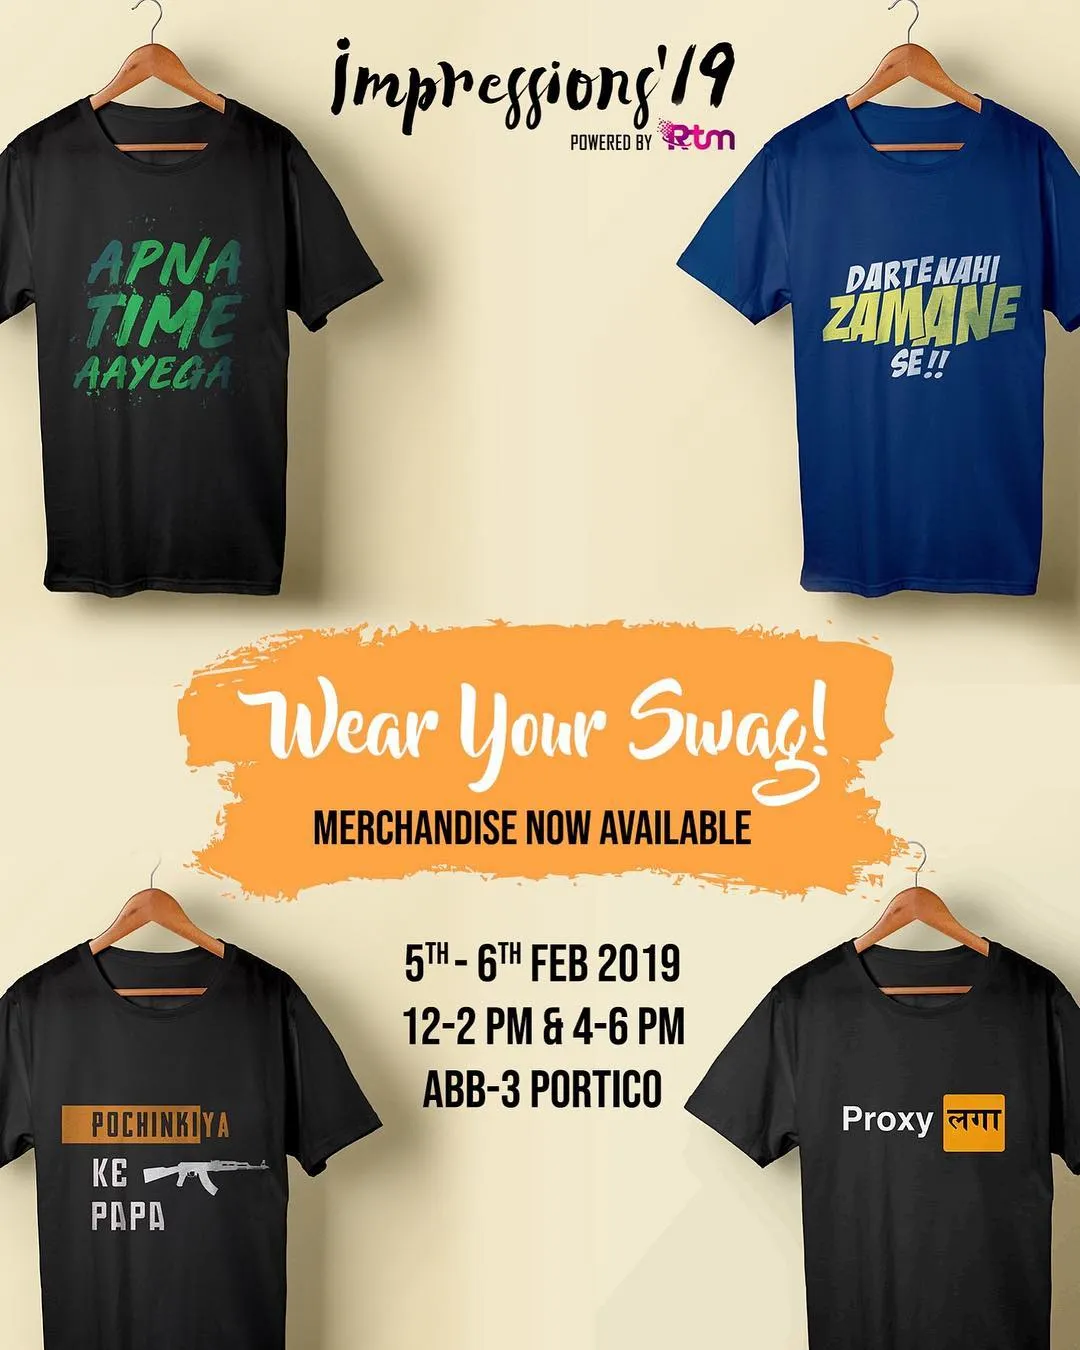 Impressions'19
POWERED BY Rtm
APNA
TIME
AAYEGA
DARTE NAHI
ZAMANE
SE!!
Wear Your Swag!
MERCHANDISE NOW AVAILABLE
5TH - 6TH FEB 2019
12-2 PM & 4-6 PM
ABB-3 PORTICO
POCHINKIYA
KE
PAPA
Proxy लगा